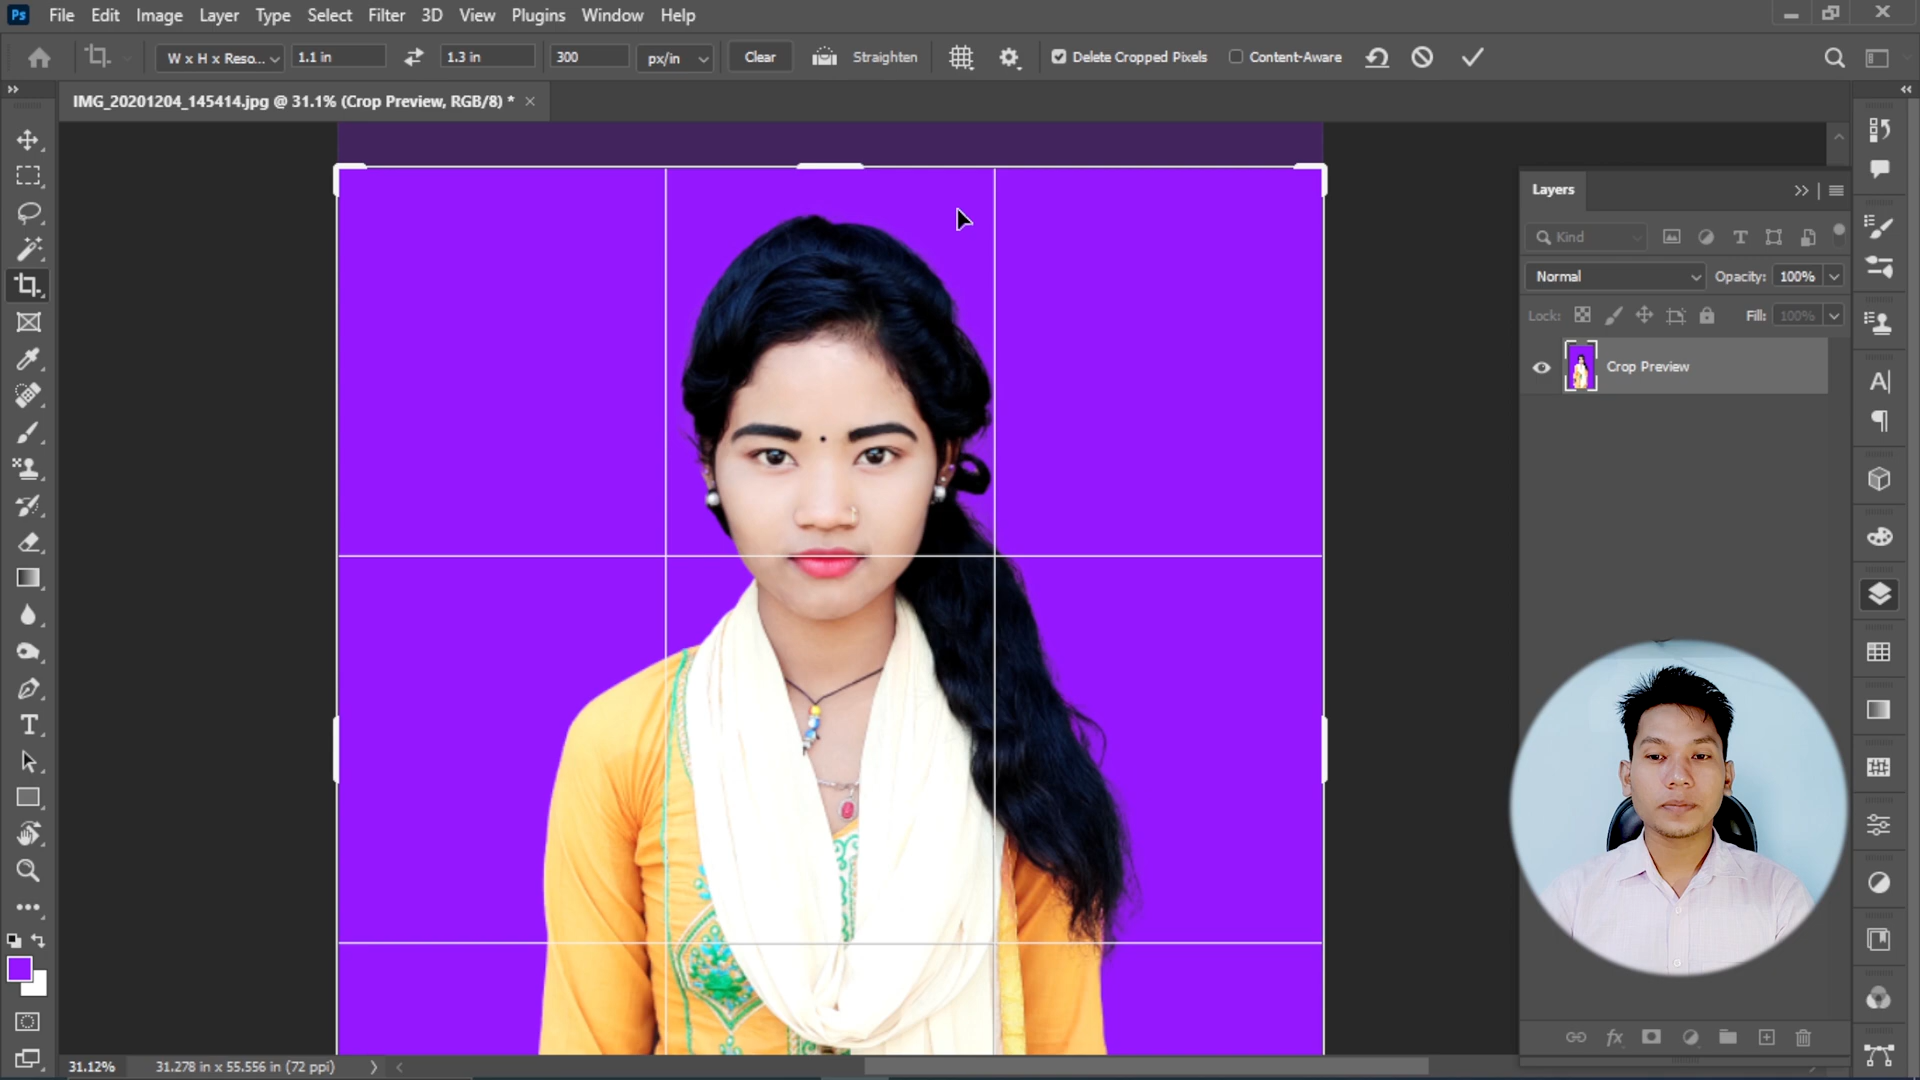 Ps File Edit Image Layer Type Select Filter 3D View Plugins Window Help
W x H x Reso... 1.1 in 1.3 in 300 px/in Clear Straighten Delete Cropped Pixels Content-Aware
IMG_20201204_145414.jpg @ 31.1% (Crop Preview, RGB/8) *
Layers
Kind
Normal Opacity: 100%
Lock: Fill: 100%
Crop Preview
31.12% 31.278 in x 55.556 in (72 ppi)